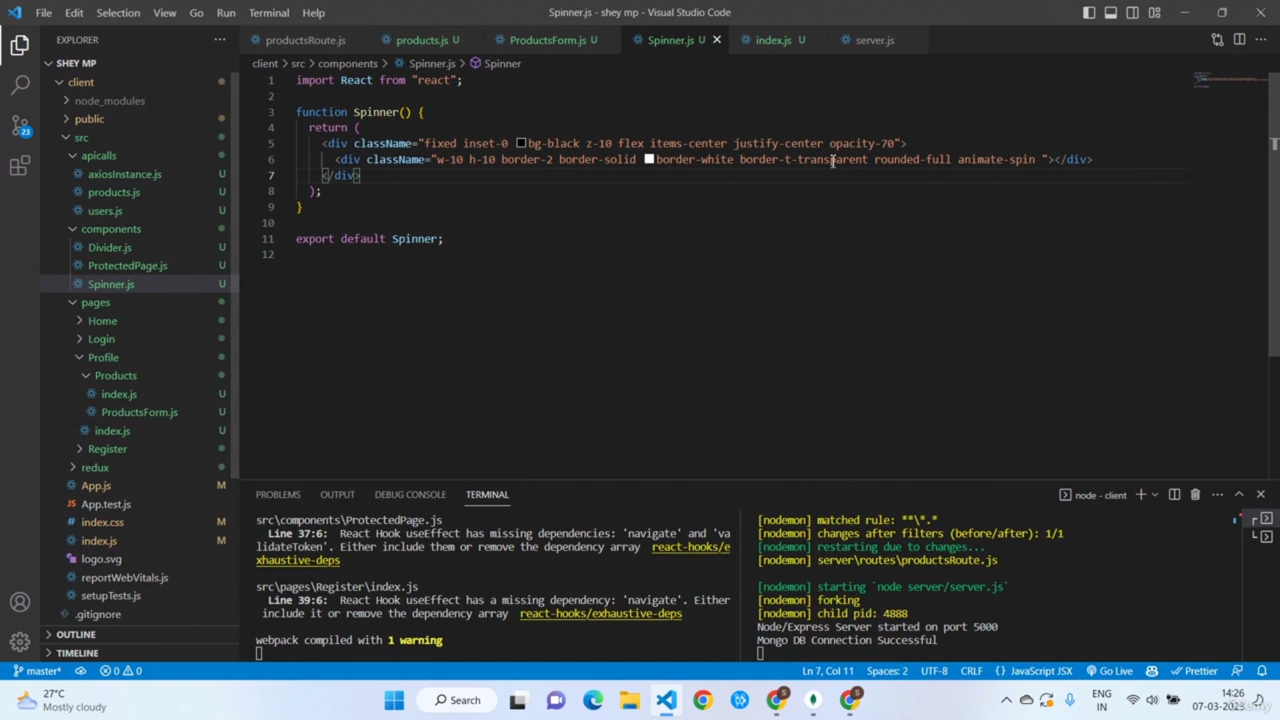 File Edit Selection View Go Run Terminal Help
Spinner.js - shey mp - Visual Studio Code
EXPLORER
productsRoute.js
products.js U
ProductsForm.js U
Spinner.js U
index.js U
server.js
SHEY MP
client
node_modules
public
src
apicalls
axiosInstance.js U
products.js U
users.js U
components
Divider.js U
ProtectedPage.js U
Spinner.js U
pages
Home
Login
Profile
Products
index.js U
ProductsForm.js U
index.js U
Register
redux
App.js M
App.test.js
index.css M
index.js M
logo.svg
reportWebVitals.js
setupTests.js
.gitignore
OUTLINE
TIMELINE
client > src > components > Spinner.js > Spinner
1 import React from "react";
2
3 function Spinner() {
4 return (
5 <div className="fixed inset-0 bg-black z-10 flex items-center justify-center opacity-70">
6 <div className="w-10 h-10 border-2 border-solid border-white border-t-transparent rounded-full animate-spin "></div>
7 </div>
8 );
9 }
10
11 export default Spinner;
12
PROBLEMS OUTPUT DEBUG CONSOLE TERMINAL
node - client
src\components\ProtectedPage.js
Line 37:6: React Hook useEffect has missing dependencies: 'navigate' and 'va
lidateToken'. Either include them or remove the dependency array react-hooks/e
xhaustive-deps
src\pages\Register\index.js
Line 39:6: React Hook useEffect has a missing dependency: 'navigate'. Either
include it or remove the dependency array react-hooks/exhaustive-deps
webpack compiled with 1 warning
[nodemon] matched rule: **\*.*
[nodemon] changes after filters (before/after): 1/1
[nodemon] restarting due to changes...
[nodemon] server\routes\productsRoute.js
[nodemon] starting `node server/server.js`
[nodemon] forking
[nodemon] child pid: 4888
Node/Express Server started on port 5000
Mongo DB Connection Successful
23
master*
0 0
Ln 7, Col 11 Spaces: 2 UTF-8 CRLF {} JavaScript JSX Go Live Prettier
27°C
Mostly cloudy
Search
ENG
IN
14:26
07-03-2023